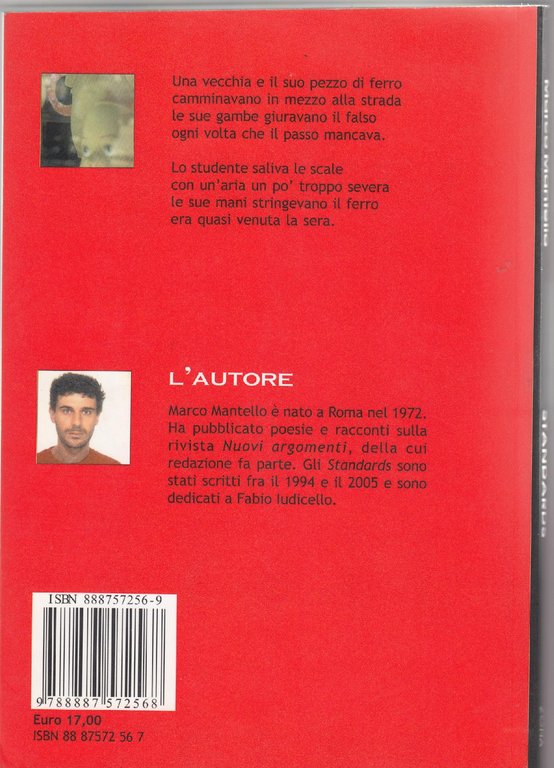 Una vecchia e il suo pezzo di ferro
camminavano in mezzo alla strada
le sue gambe giuravano il falso
ogni volta che il passo mancava.
Lo studente saliva le scale
con un'aria un po' troppo severa
le sue mani stringevano il ferro
era quasi venuta la sera.
L'AUTORE
Marco Mantello è nato a Roma nel 1972.
Ha pubblicato poesie e racconti sulla
rivista Nuovi argomenti, della cui
redazione fa parte. Gli Standards sono
stati scritti fra il 1994 e il 2005 e sono
dedicati a Fabio Iudicello.
ISBN 888757256-9
9 788887 572568
Euro 17,00
ISBN 88 87572 56 7
Marco Mantello
STANDARDS